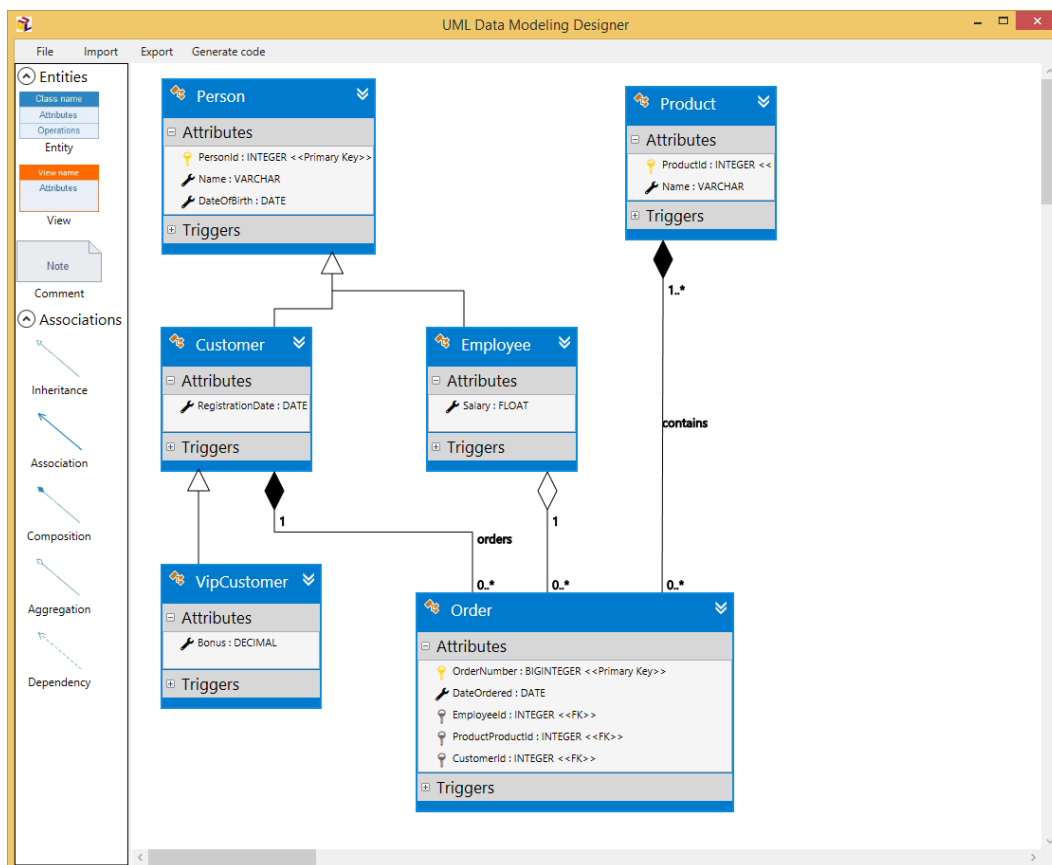 UML Data Modeling Designer
File Import Export Generate code
Entities
Class name
Attributes
Operations
Entity
View name
Attributes
View
Note
Comment
Associations
Inheritance
Association
Composition
Aggregation
Dependency
Person
Attributes
PersonId : INTEGER <<Primary Key>>
Name : VARCHAR
DateOfBirth : DATE
Triggers
Product
Attributes
ProductId : INTEGER <<
Name : VARCHAR
Triggers
1..*
contains
0..*
Customer
Attributes
RegistrationDate : DATE
Triggers
1
orders
0..*
Employee
Attributes
Salary : FLOAT
Triggers
1
0..*
VipCustomer
Attributes
Bonus : DECIMAL
Triggers
Order
Attributes
OrderNumber : BIGINTEGER <<Primary Key>>
DateOrdered : DATE
EmployeeId : INTEGER <<FK>>
ProductProductId : INTEGER <<FK>>
CustomerId : INTEGER <<FK>>
Triggers